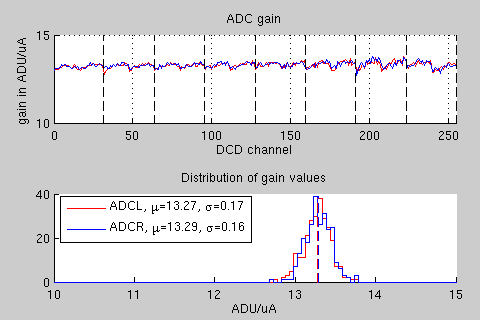 ADC gain
15
gain in ADU/uA
10
0 50 100 150 200 250
DCD channel
Distribution of gain values
40
ADCL, μ=13.27, σ=0.17
ADCR, μ=13.29, σ=0.16
20
0
10 11 12 13 14 15
ADU/uA